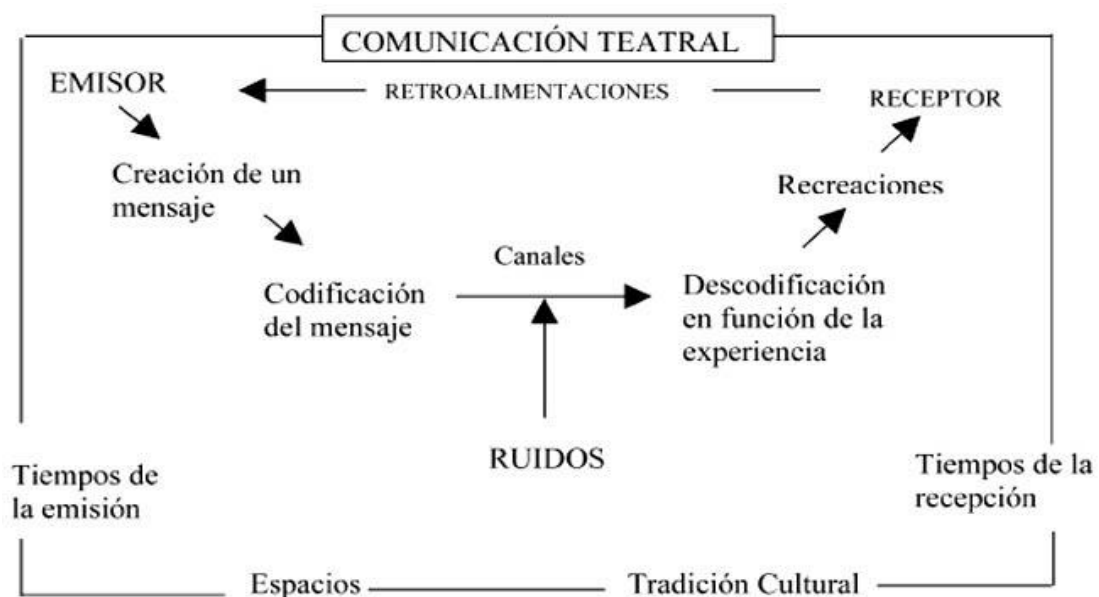 COMUNICACIÓN TEATRAL
EMISOR
RETROALIMENTACIONES
RECEPTOR
Creación de un
mensaje
Recreaciones
Canales
Codificación
del mensaje
Descodificación
en función de la
experiencia
RUIDOS
Tiempos de
la emisión
Tiempos de la
recepción
Espacios
Tradición Cultural